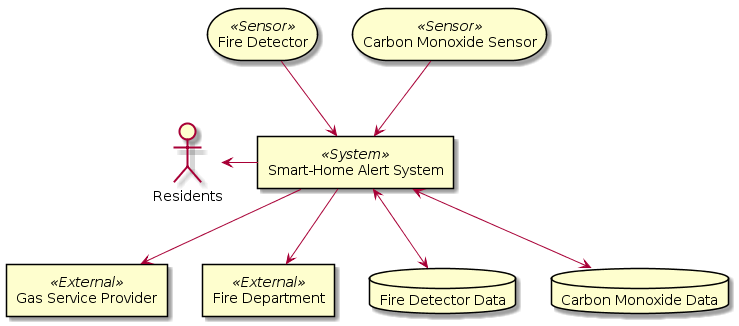 «Sensor»
Fire Detector
«Sensor»
Carbon Monoxide Sensor
«System»
Smart-Home Alert System
Residents
«External»
Gas Service Provider
«External»
Fire Department
Fire Detector Data
Carbon Monoxide Data